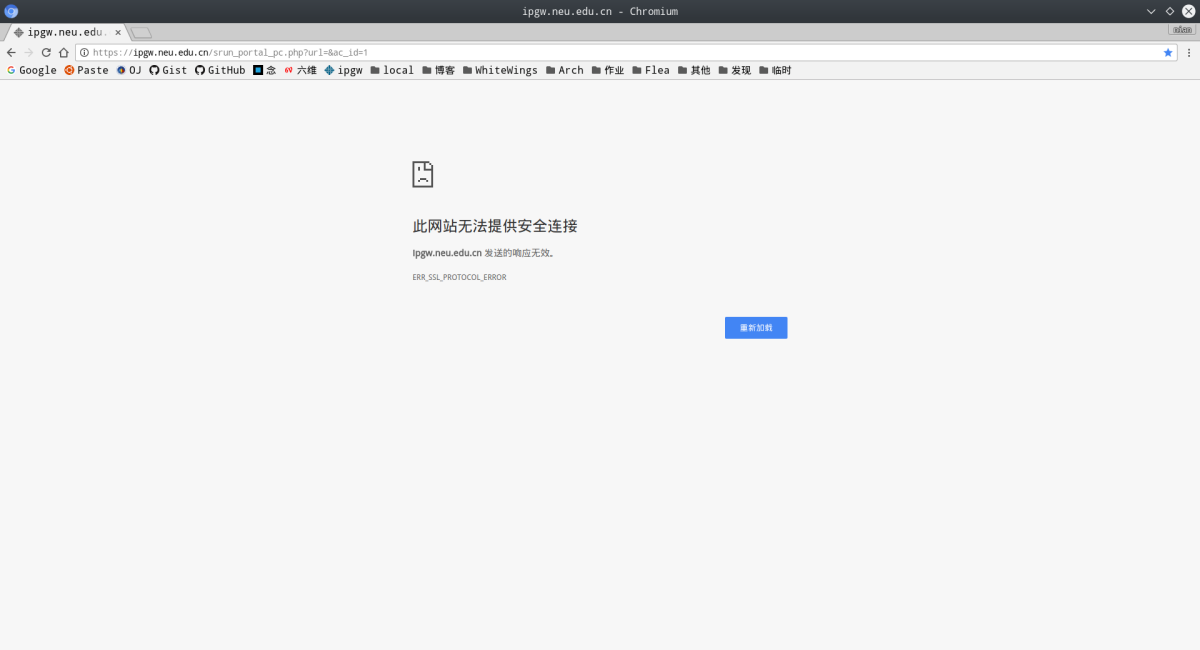 ipgw.neu.edu.cn - Chromium
ipgw.neu.edu.
nian
https://ipgw.neu.edu.cn/srun_portal_pc.php?url=&ac_id=1
Google Paste OJ Gist GitHub 念 六维 ipgw local 博客 WhiteWings Arch 作业 Flea 其他 发现 临时
此网站无法提供安全连接
ipgw.neu.edu.cn 发送的响应无效。
ERR_SSL_PROTOCOL_ERROR
重新加载